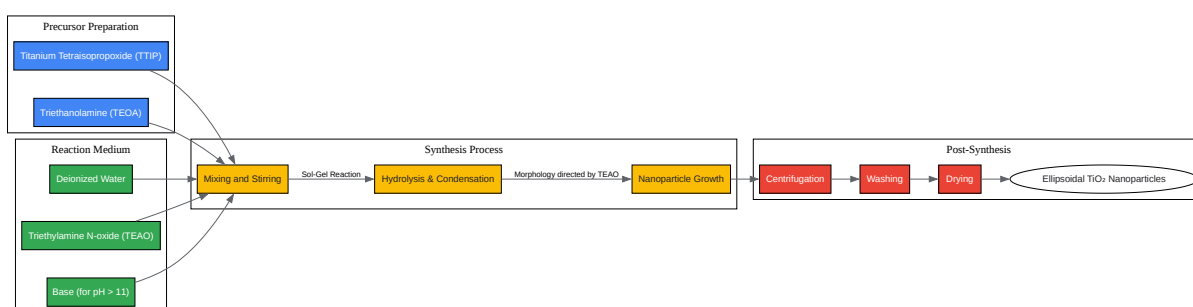 Precursor Preparation
Titanium Tetraisopropoxide (TTIP)
Triethanolamine (TEOA)
Reaction Medium
Deionized Water
Triethylamine N-oxide (TEAO)
Base (for pH > 11)
Synthesis Process
Mixing and Stirring
Sol-Gel Reaction
Hydrolysis & Condensation
Morphology directed by TEAO
Nanoparticle Growth
Post-Synthesis
Centrifugation
Washing
Drying
Ellipsoidal TiO₂ Nanoparticles